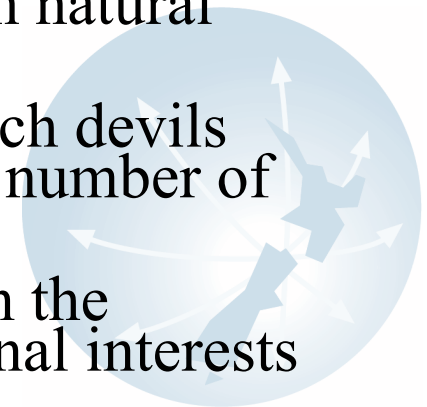 n natural
ch devils
number of
n the
nal interests